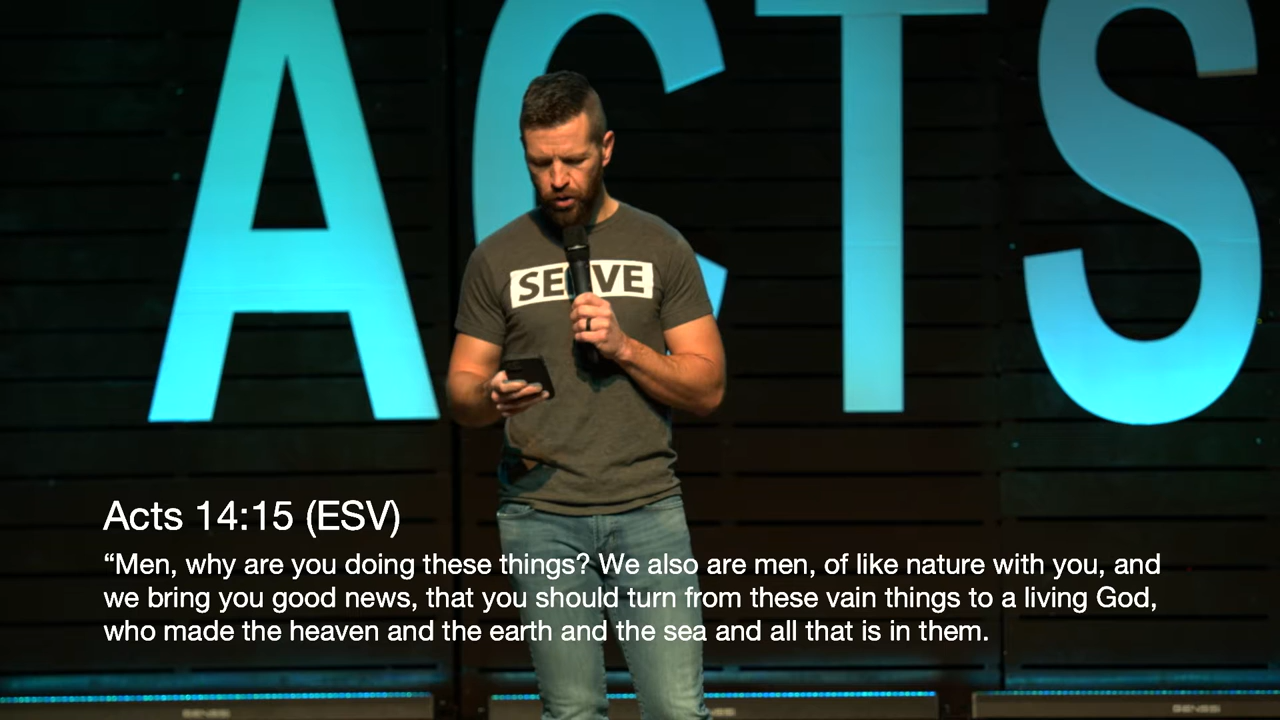 ACTS
SERVE
Acts 14:15 (ESV)
“Men, why are you doing these things? We also are men, of like nature with you, and
we bring you good news, that you should turn from these vain things to a living God,
who made the heaven and the earth and the sea and all that is in them.